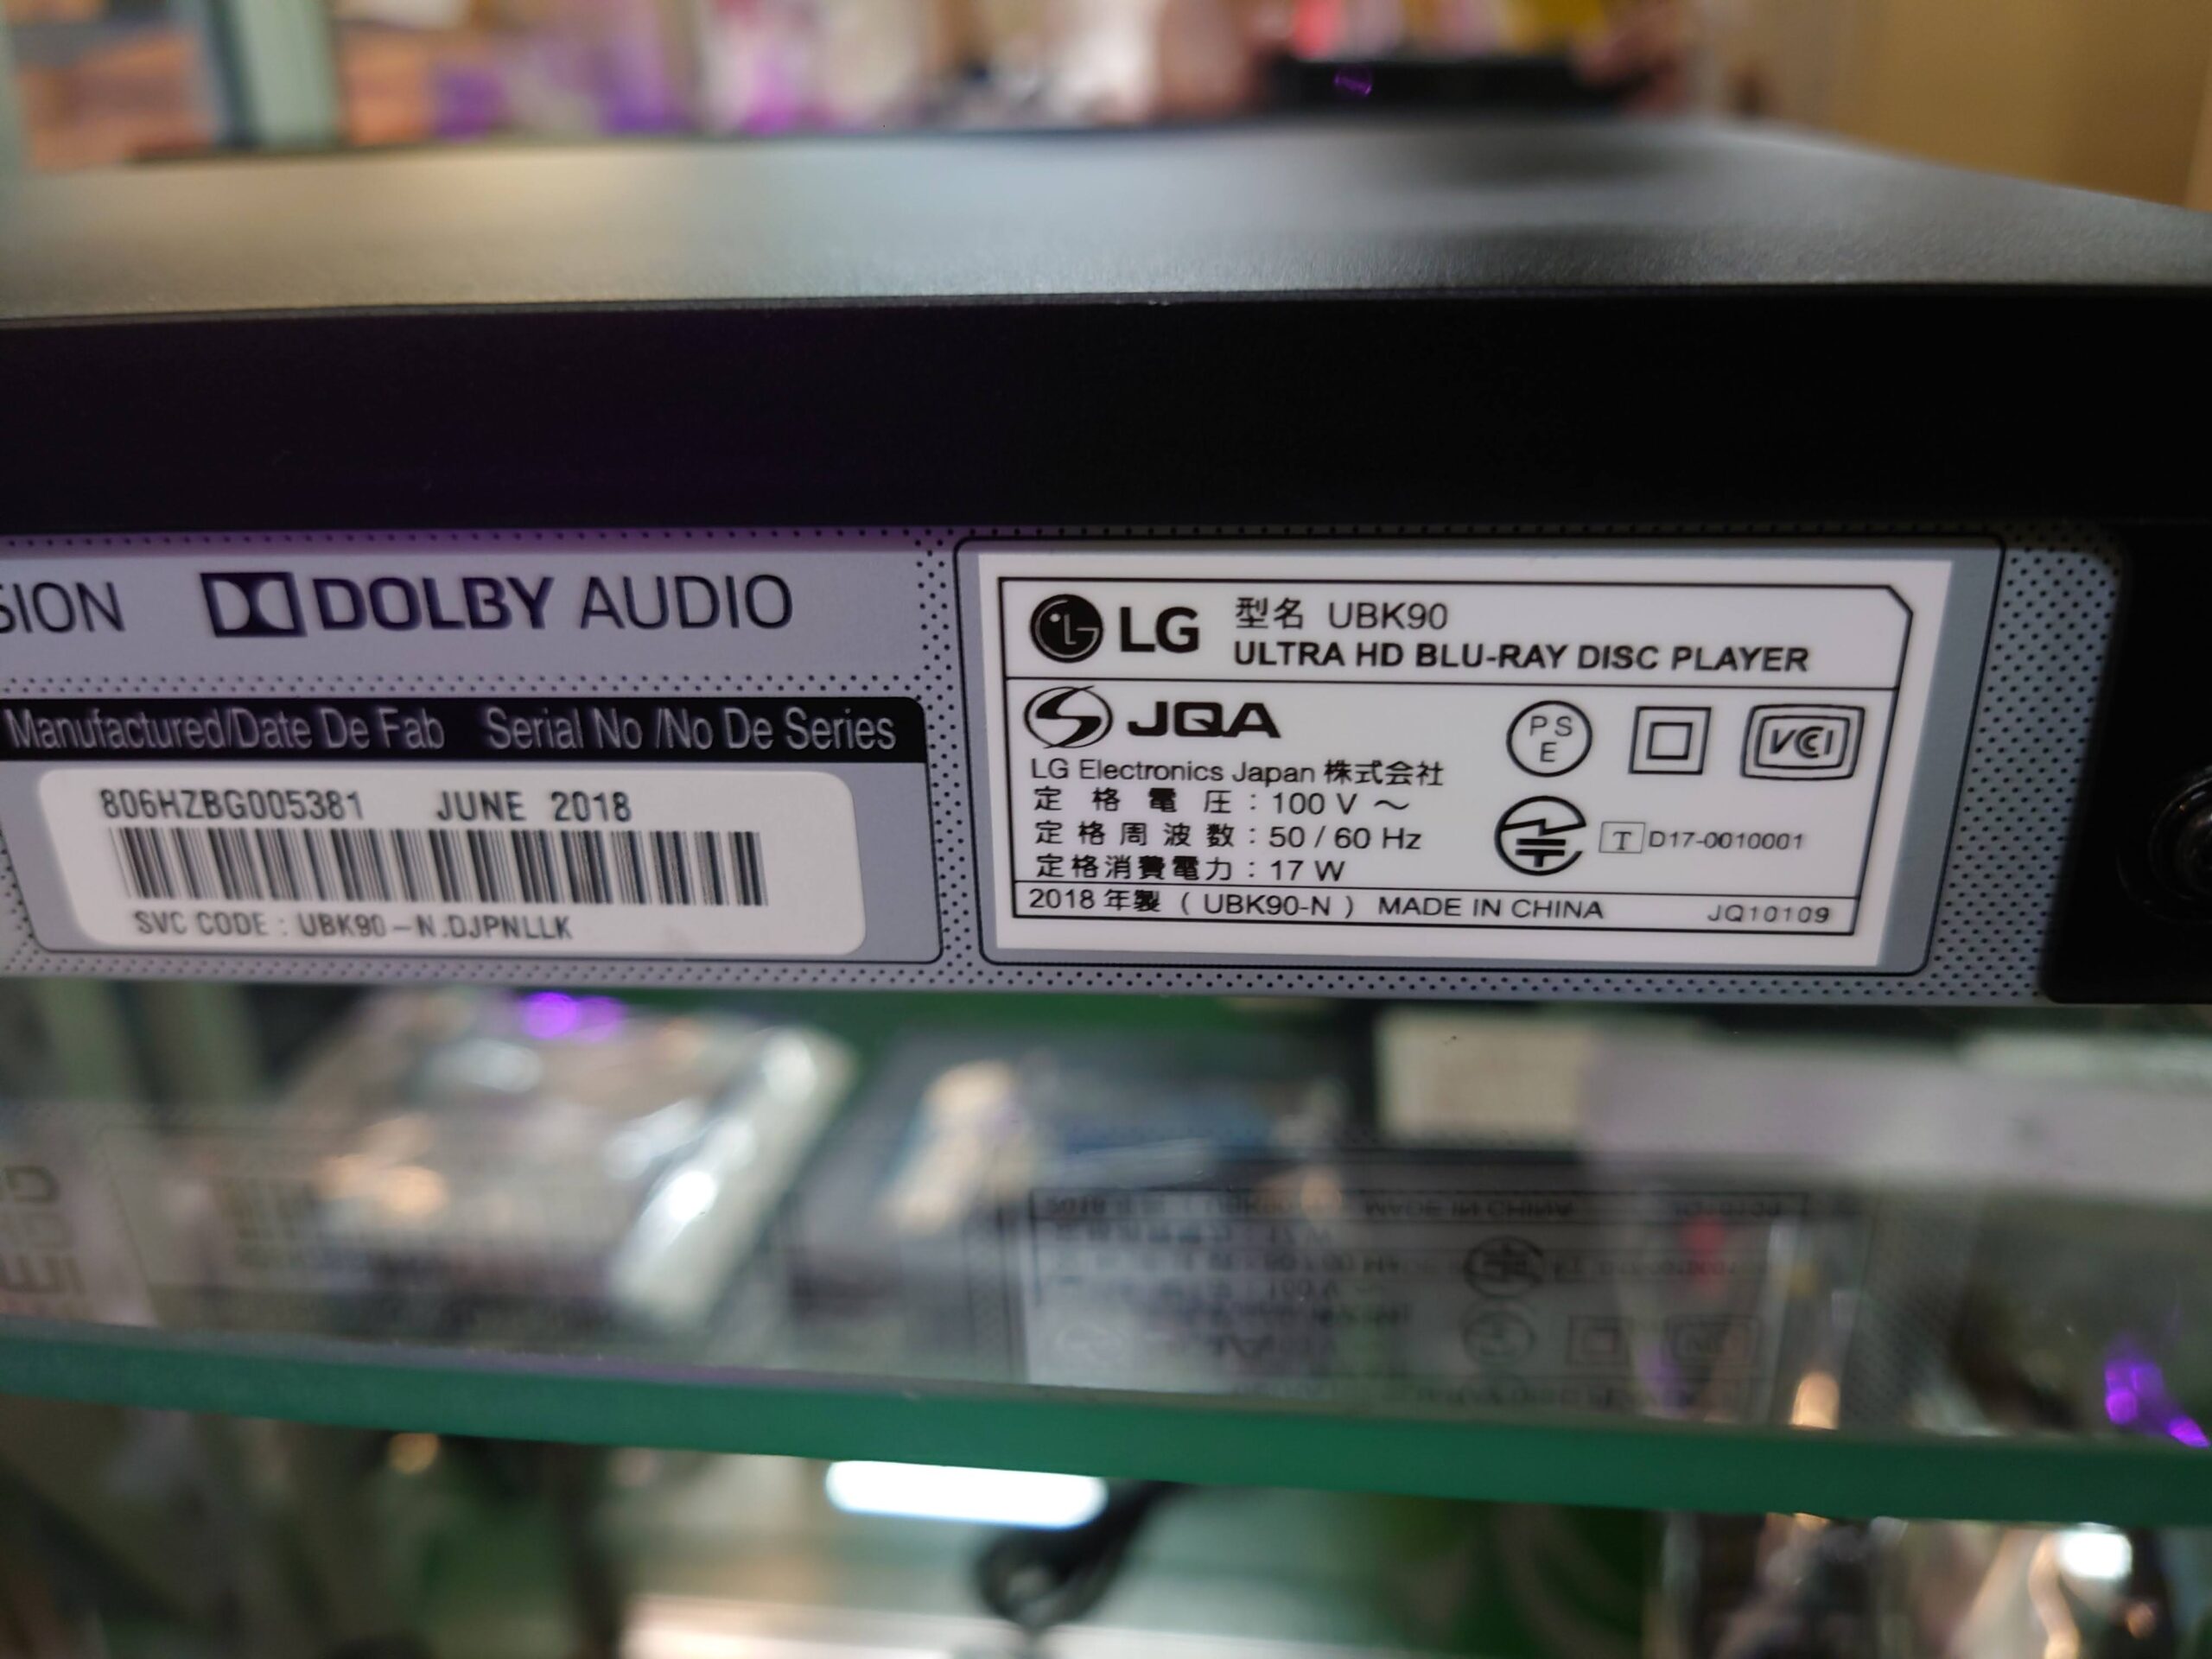 SION DOLBY AUDIO
Manufactured/Date De Fab Serial No /No De Series
806HZBG005381 JUNE 2018
SVC CODE : UBK90-N.DJPNLLK
LG 型名 UBK90
ULTRA HD BLU-RAY DISC PLAYER
JQA
PS
E
VCI
LG Electronics Japan 株式会社
定格電圧 : 100 V ～
定格周波数 : 50 / 60 Hz
T D17-0010001
定格消費電力 : 17 W
2018 年製 ( UBK90-N ) MADE IN CHINA JQ10109